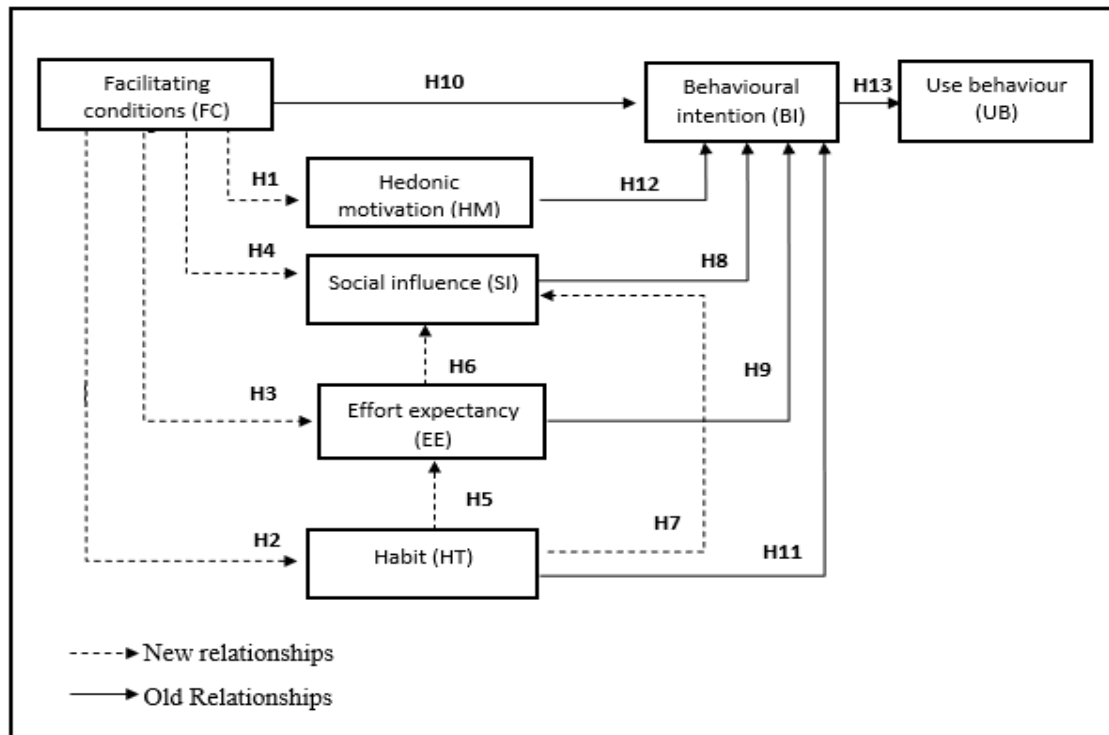 Facilitating
conditions (FC)
H10
Behavioural
intention (BI)
H13
Use behaviour
(UB)
H1
Hedonic
motivation (HM)
H12
H4
Social influence (SI)
H8
H6
H9
H3
Effort expectancy
(EE)
H5
H7
H2
Habit (HT)
H11
New relationships
Old Relationships